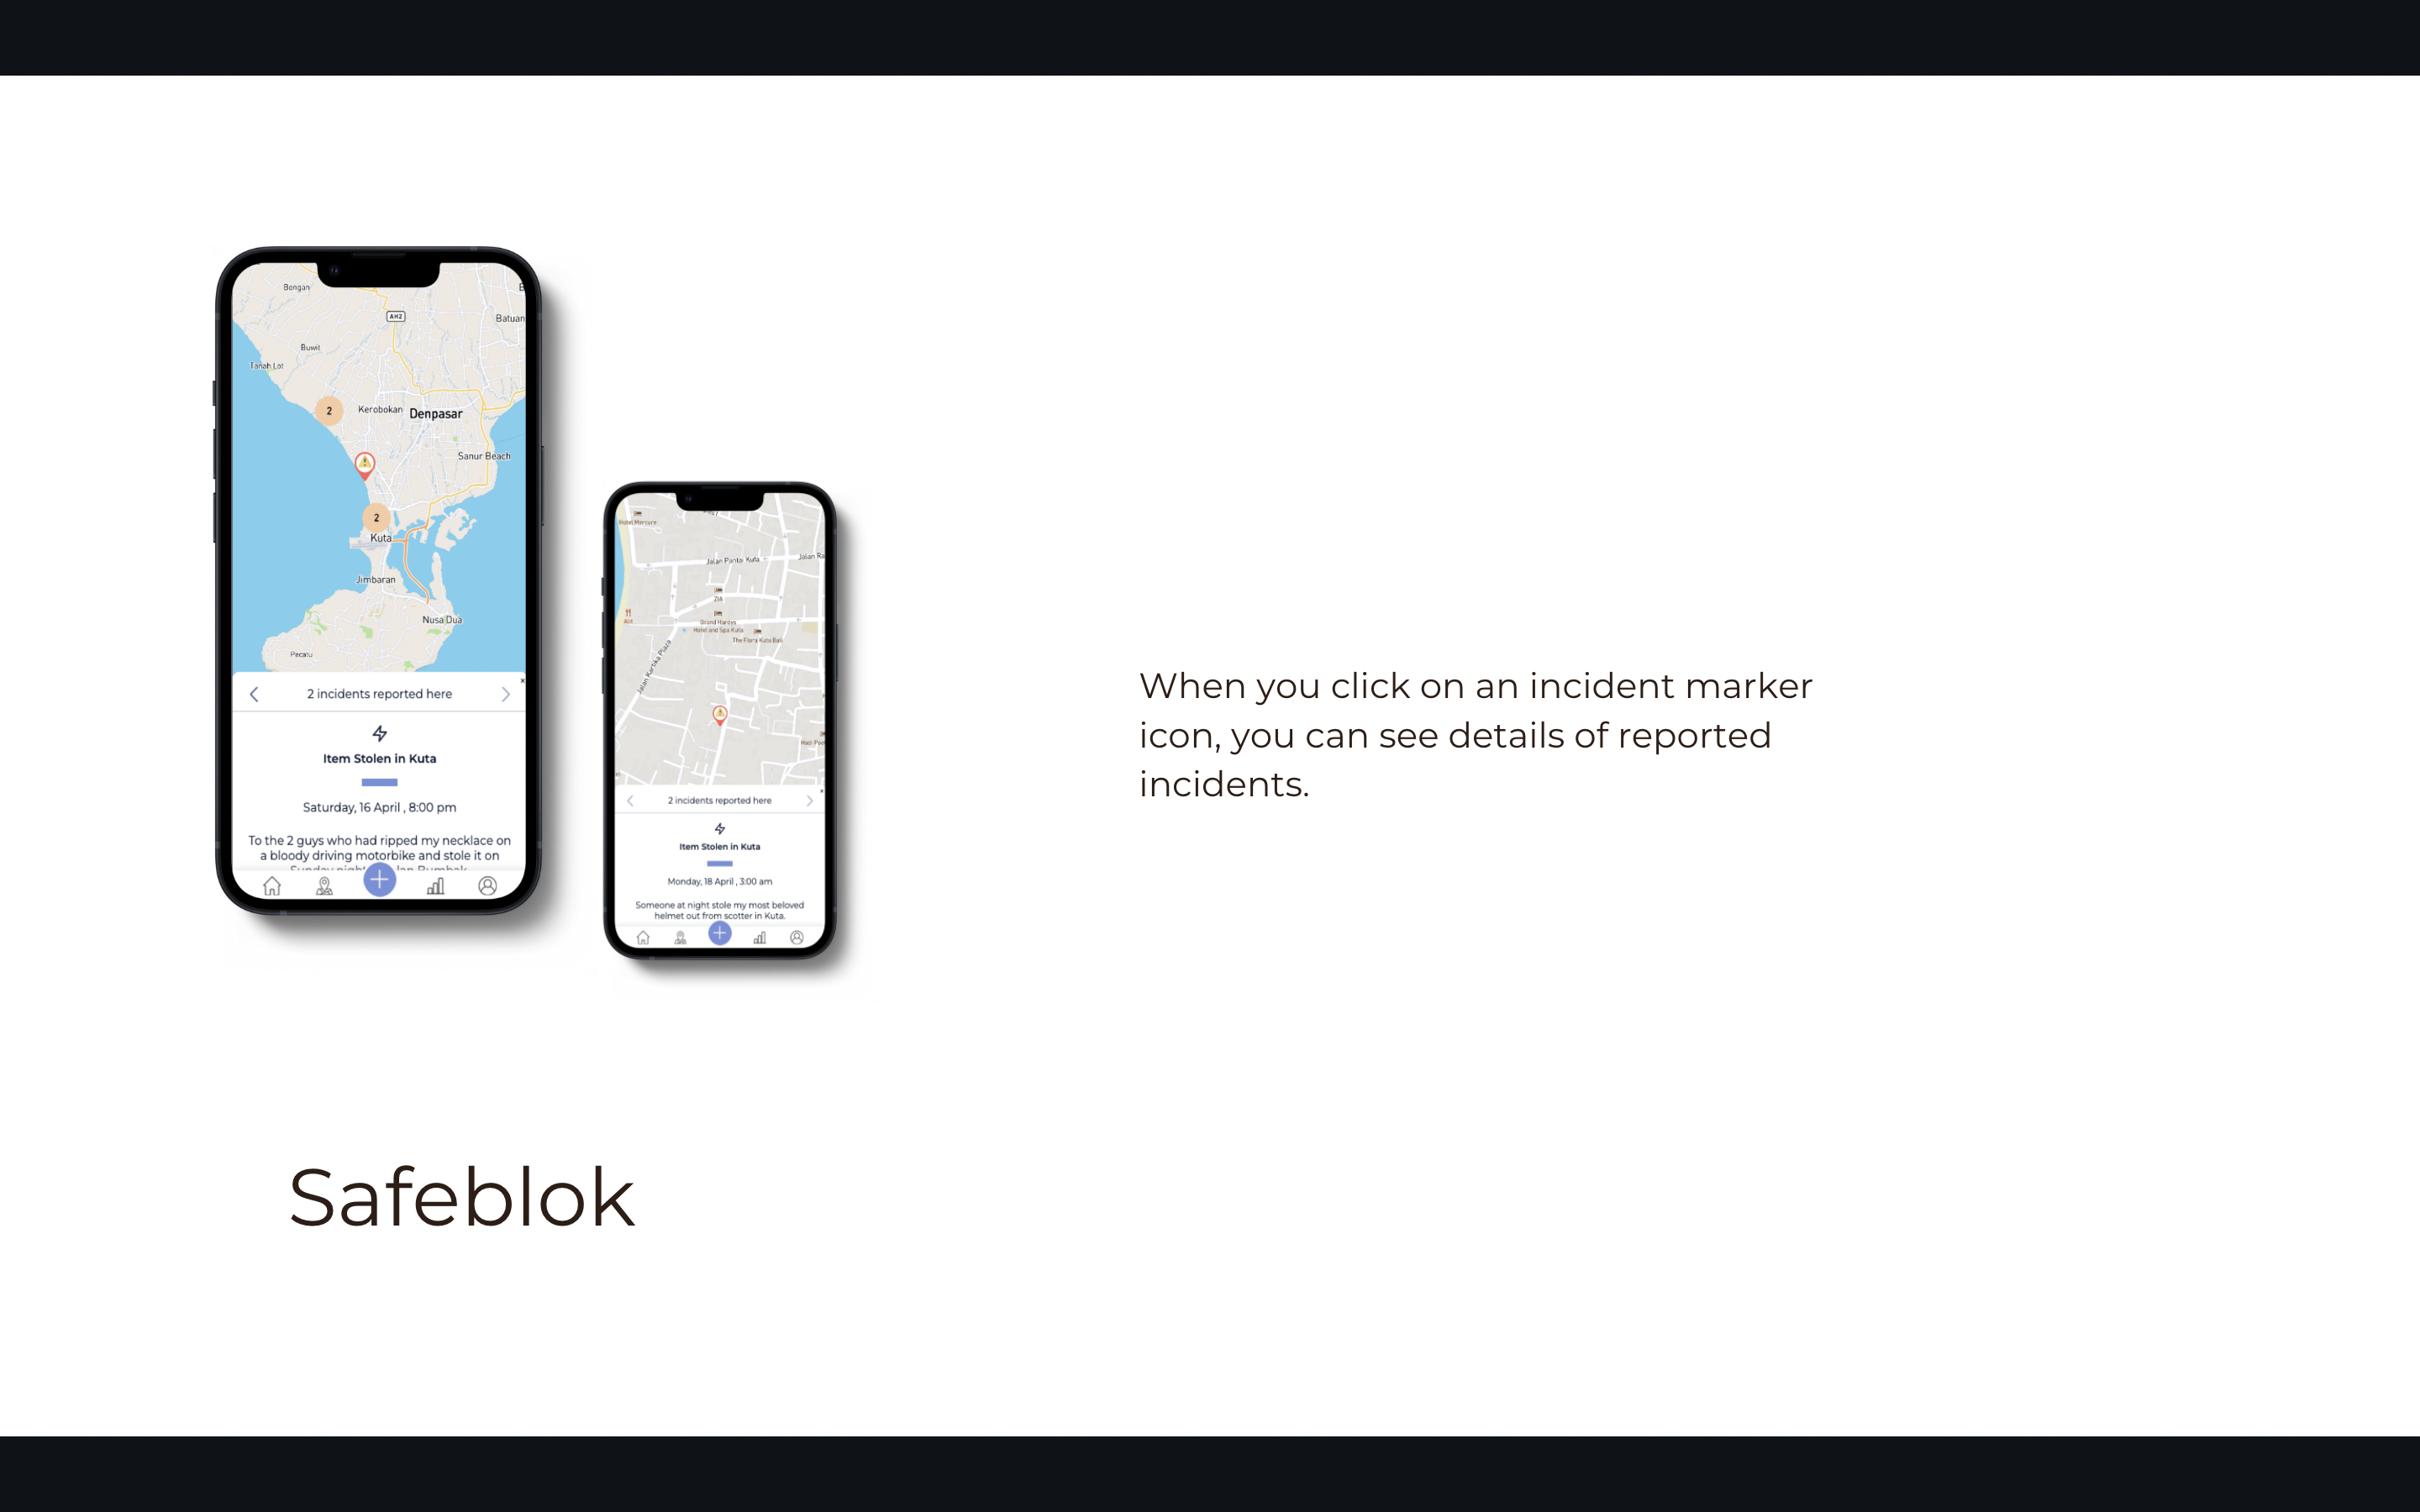 Bongan
AH2
Batuan
Buwit
Tanah Lot
2
Kerobokan
Denpasar
Sanur Beach
2
Kuta
Jimbaran
Nusa Dua
Pecatu
2 incidents reported here
Item Stolen in Kuta
Saturday, 16 April , 8:00 pm
To the 2 guys who had ripped my necklace on
a bloody driving motorbike and stole it on
Hotel Mercure
Jalan Pantai Kuta
Jalan Ra
ZIA
Grand Hardys
Hotel and Spa Kuta
The Flora Kuta Bali
Jalan Kartika Plaza
2 incidents reported here
Item Stolen in Kuta
Monday, 18 April , 3:00 am
Someone at night stole my most beloved
helmet out from scotter in Kuta.
When you click on an incident marker
icon, you can see details of reported
incidents.
Safeblok